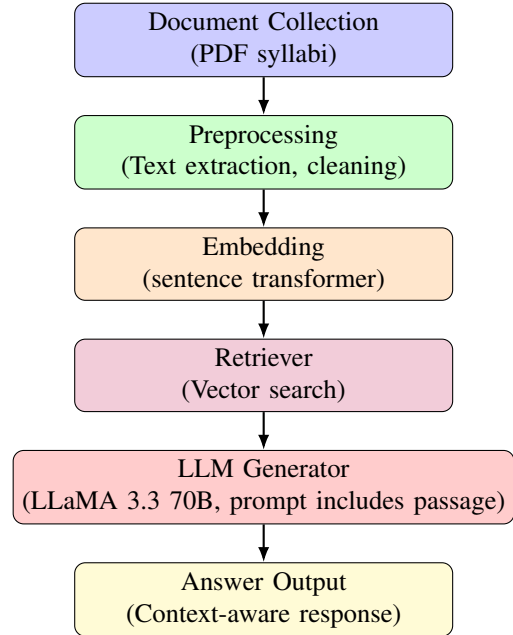 Document Collection
(PDF syllabi)
Preprocessing
(Text extraction, cleaning)
Embedding
(sentence transformer)
Retriever
(Vector search)
LLM Generator
(LLaMA 3.3 70B, prompt includes passage)
Answer Output
(Context-aware response)